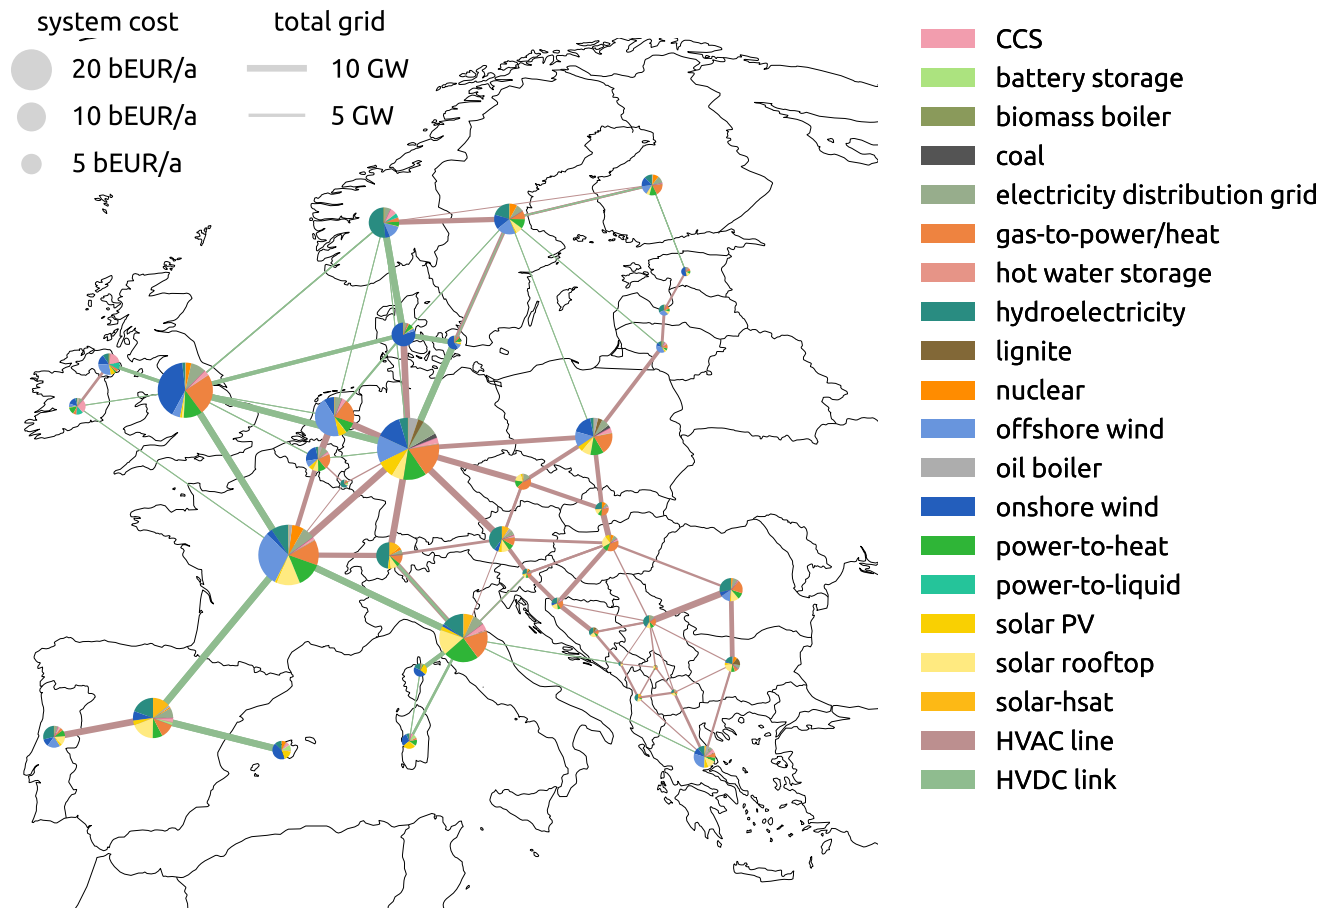 system cost
20 bEUR/a
10 bEUR/a
5 bEUR/a
total grid
10 GW
5 GW
CCS
battery storage
biomass boiler
coal
electricity distribution grid
gas-to-power/heat
hot water storage
hydroelectricity
lignite
nuclear
offshore wind
oil boiler
onshore wind
power-to-heat
power-to-liquid
solar PV
solar rooftop
solar-hsat
HVAC line
HVDC link